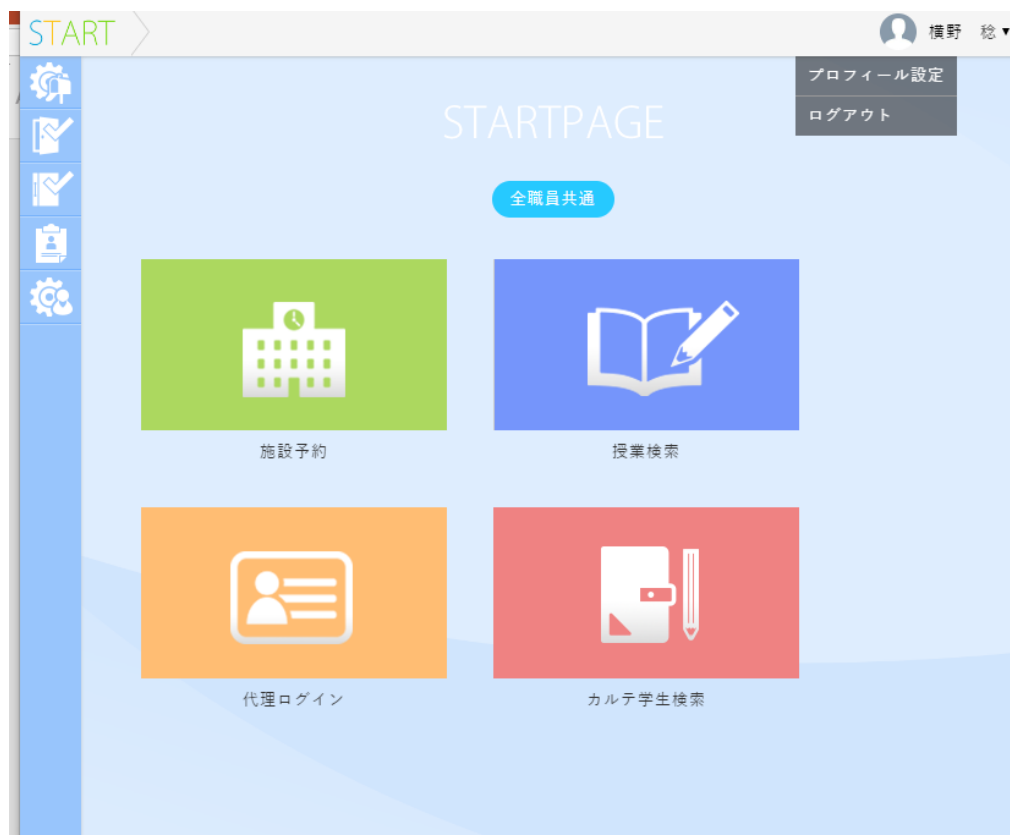 START
横野 稔▼
プロフィール設定
ログアウト
STARTPAGE
全職員共通
施設予約
授業検索
代理ログイン
カルテ学生検索